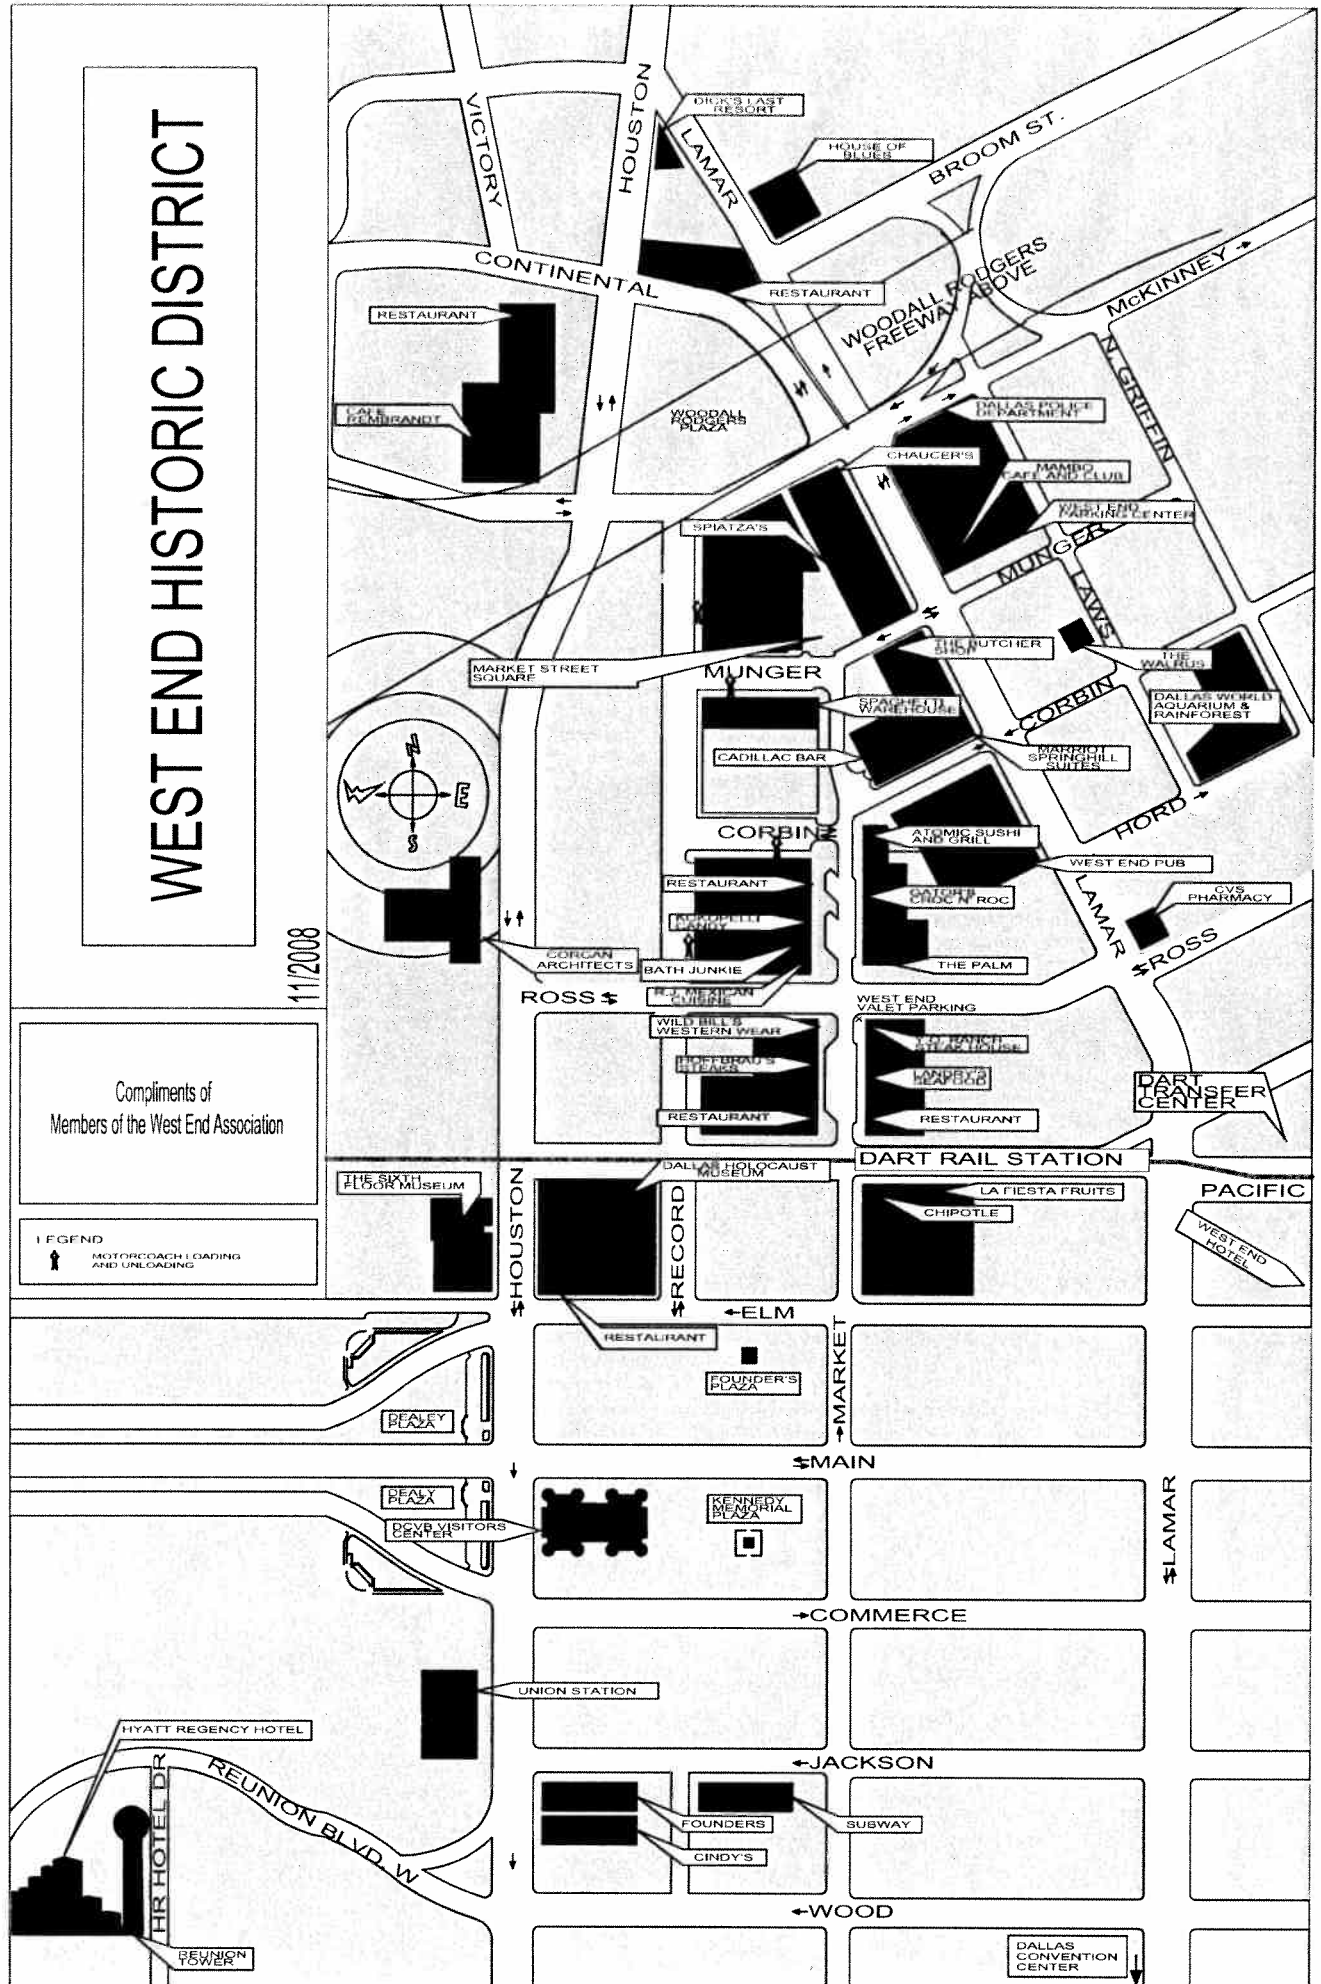 WEST END HISTORIC DISTRICT
11/2008
Compliments of
Members of the West End Association
LEGEND
MOTORCOACH LOADING
AND UNLOADING
VICTORY
HOUSTON
LAMAR
DICK'S LAST
RESORT
HOUSE OF
BLUES
BROOM ST.
CONTINENTAL
RESTAURANT
RESTAURANT
WOODALL RODGERS
FREEWAY ABOVE
McKINNEY
N. GRIFFIN
CAFE
REMBRANDT
WOODALL
RODGERS
PLAZA
DALLAS POLICE
DEPARTMENT
CHAUCER'S
MAMBO
CAFE AND CLUB
WEST END
PARKING CENTER
SPIATZA'S
MUNGER
LAWS
THE BUTCHER
SHOP
THE
WALRUS
MARKET STREET
SQUARE
MUNGER
SPAGHETTI
WAREHOUSE
CORBIN
DALLAS WORLD
AQUARIUM &
RAINFOREST
CADILLAC BAR
MARRIOT
SPRINGHILL
SUITES
N
W
E
S
HORD
CORBIN
ATOMIC SUSHI
AND GRILL
WEST END PUB
RESTAURANT
GATOR'S
CROC N' ROC
LAMAR
CVS
PHARMACY
KOKOPELLI
CANDY
CORGAN
ARCHITECTS
BATH JUNKIE
THE PALM
ROSS
ROSS
R.J. MEXICAN
CUISINE
WEST END
VALET PARKING
WILD BILL'S
WESTERN WEAR
Y.O. RANCH
STEAK HOUSE
HOFFBRAU'S
STEAKS
LANDRY'S
SEAFOOD
DART
TRANSFER
CENTER
RESTAURANT
RESTAURANT
DART RAIL STATION
THE SIXTH
FLOOR MUSEUM
HOUSTON
DALLAS HOLOCAUST
MUSEUM
RECORD
LA FIESTA FRUITS
CHIPOTLE
PACIFIC
WEST END
HOTEL
ELM
RESTAURANT
MARKET
FOUNDER'S
PLAZA
DEALEY
PLAZA
MAIN
DEALY
PLAZA
DCVB VISITORS
CENTER
KENNEDY
MEMORIAL
PLAZA
LAMAR
COMMERCE
UNION STATION
HYATT REGENCY HOTEL
JACKSON
HR HOTEL DR
REUNION BLVD. W
FOUNDERS
SUBWAY
CINDY'S
WOOD
REUNION
TOWER
DALLAS
CONVENTION
CENTER